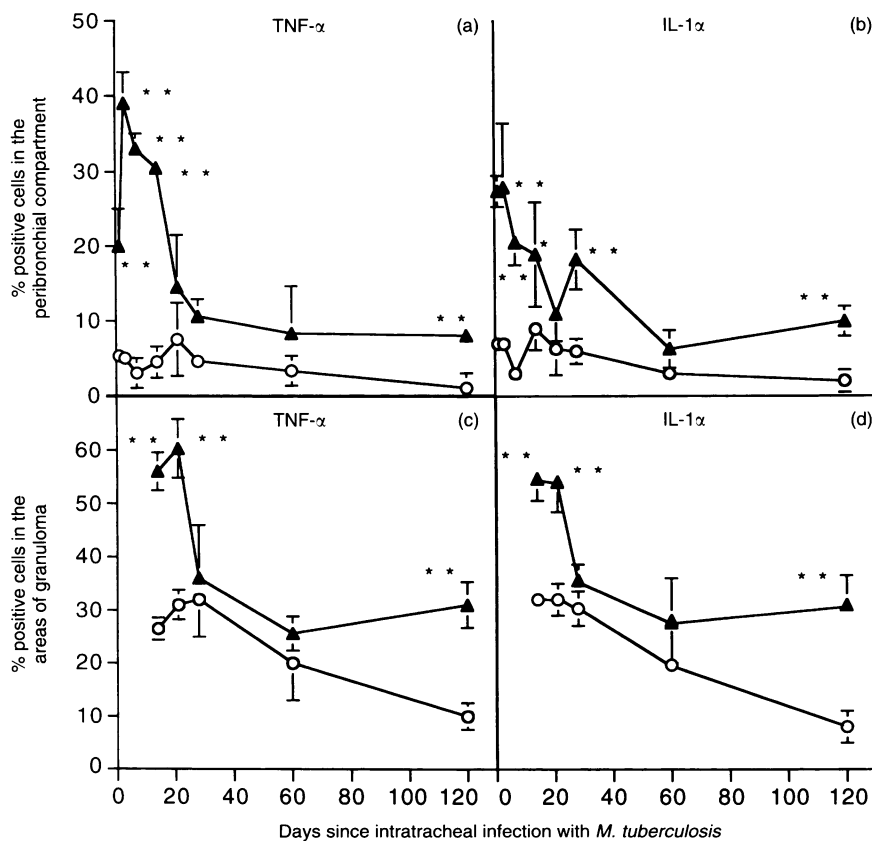 TNF-α (a)
IL-1α (b)
50
40
30
20
10
0
% positive cells in the
peribronchial compartment
* *
* *
* *
* *
* *
* *
*
* *
* *
* *
TNF-α (c)
IL-1α (d)
60
50
40
30
20
10
0
% positive cells in the
areas of granuloma
* * * *
* *
* *
* *
* *
0 20 40 60 80 100 120
0 20 40 60 80 100 120
Days since intratracheal infection with M. tuberculosis